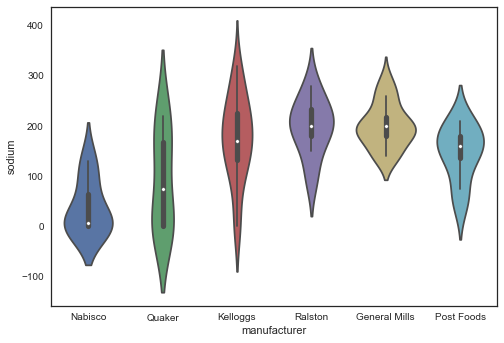 400
300
200
100
0
−100
sodium
Nabisco Quaker Kelloggs Ralston General Mills Post Foods
manufacturer